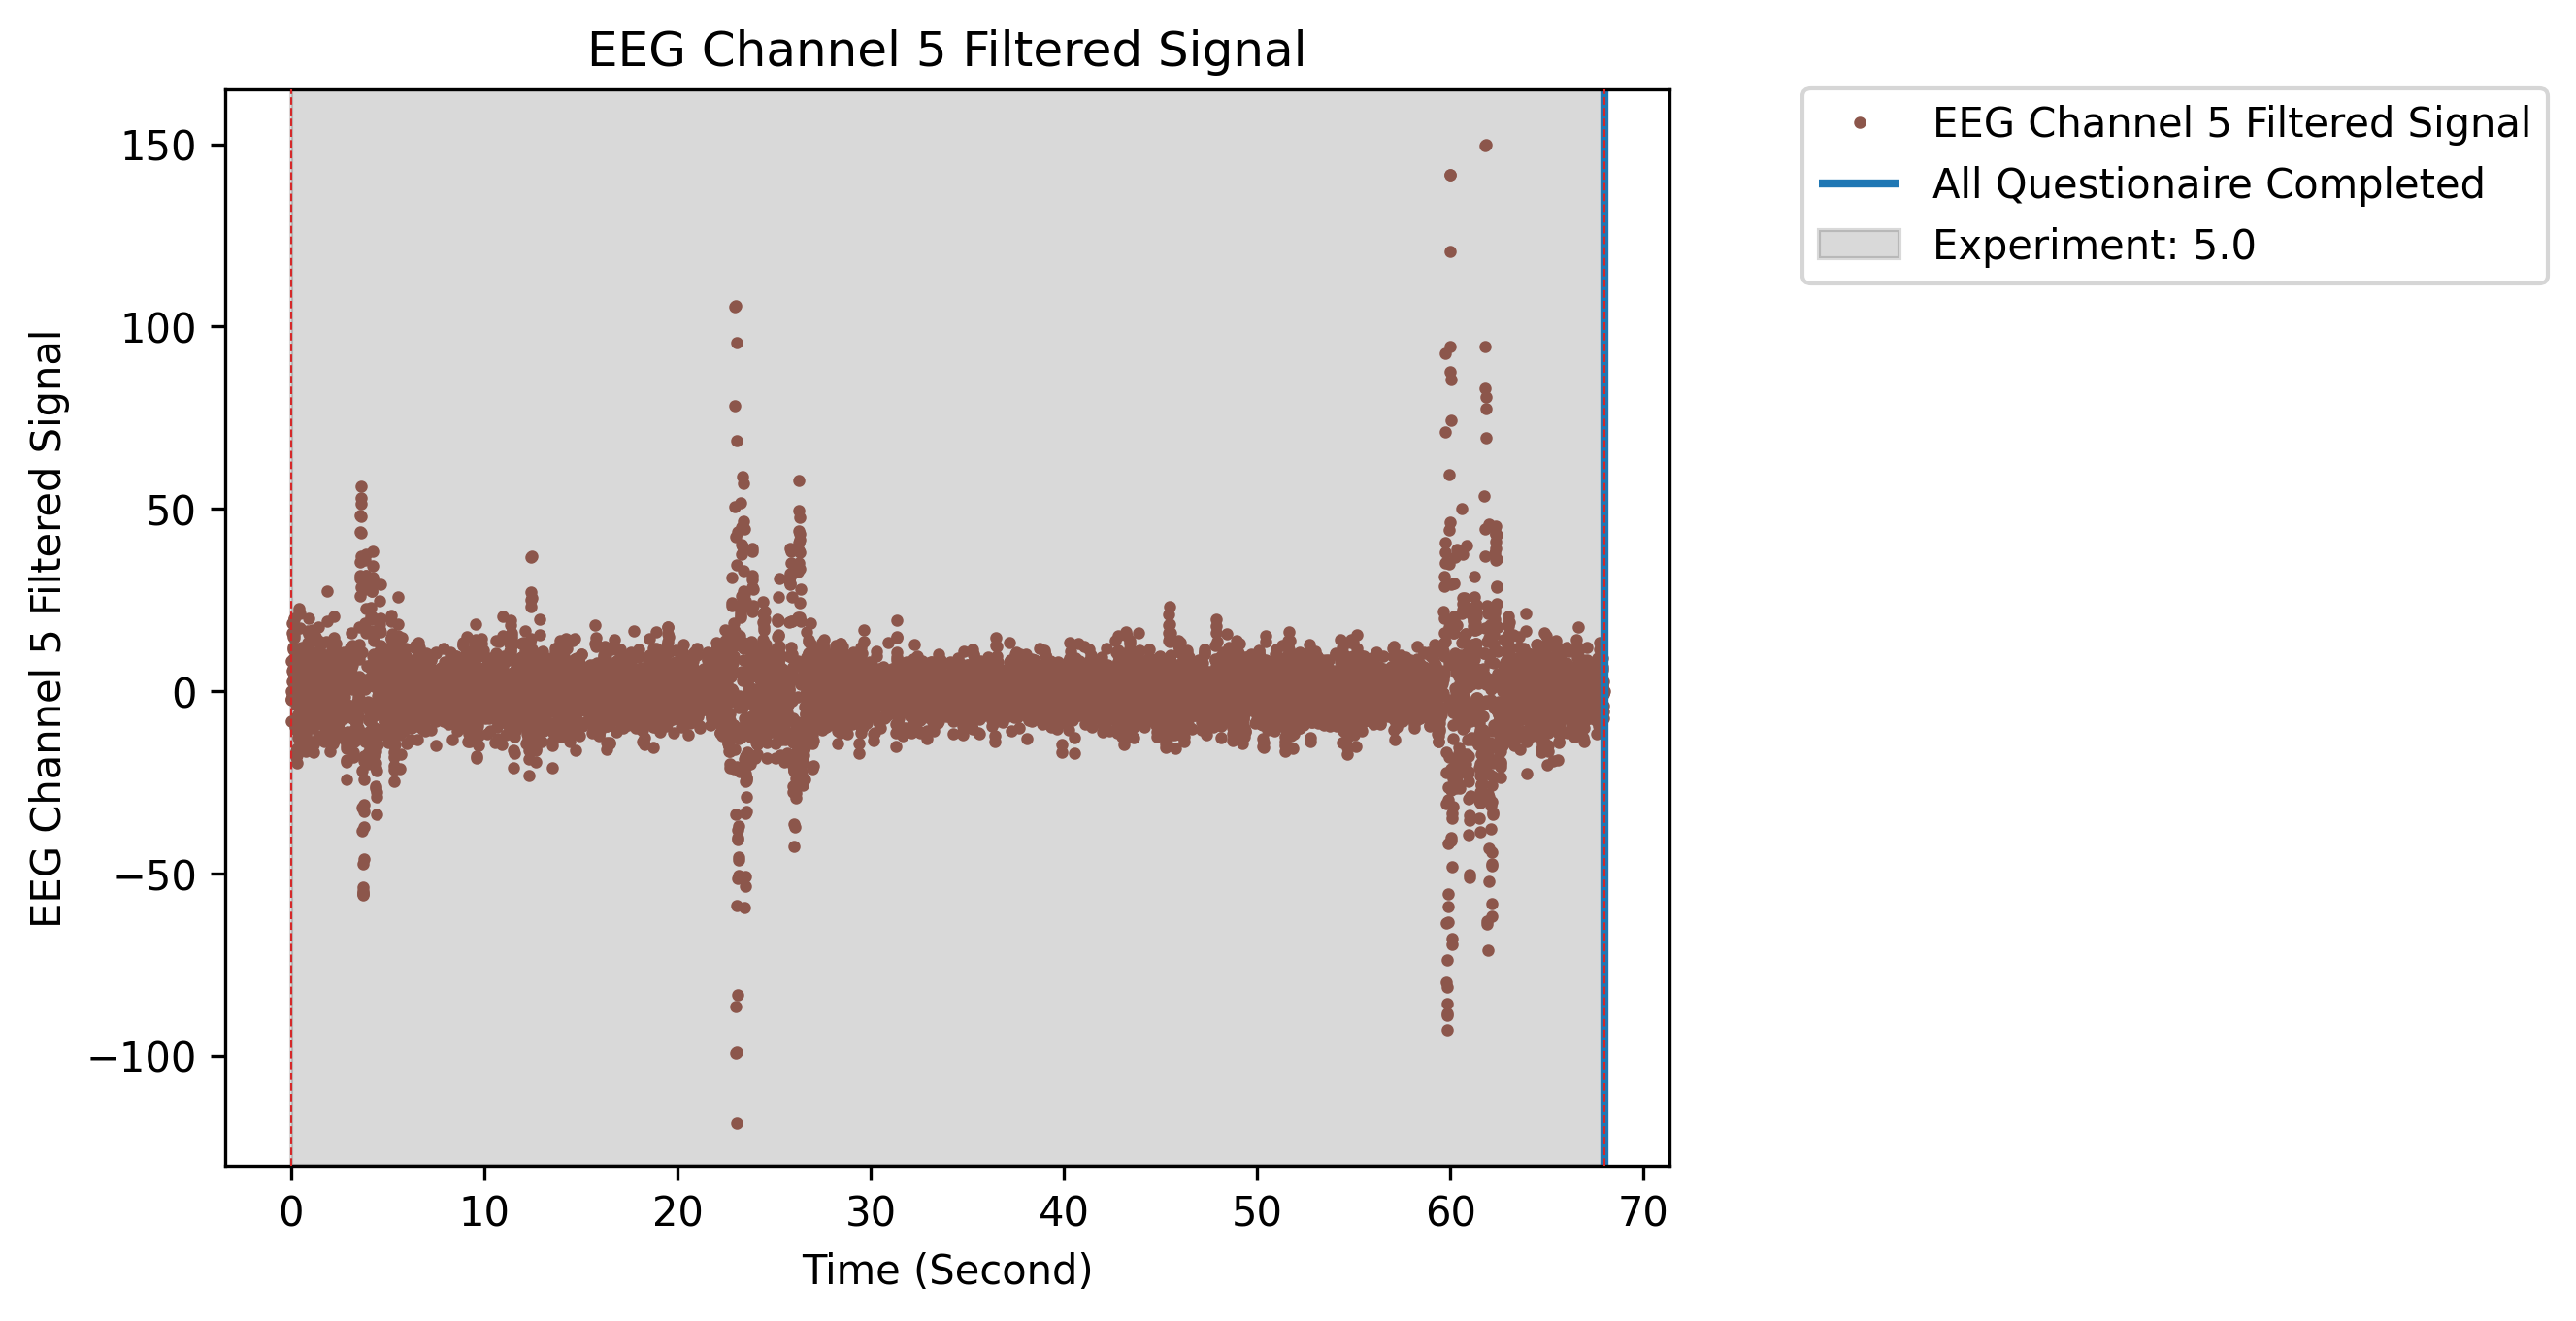 EEG Channel 5 Filtered Signal
EEG Channel 5 Filtered Signal
150
100
50
0
−50
−100
0 10 20 30 40 50 60 70
Time (Second)
EEG Channel 5 Filtered Signal
All Questionaire Completed
Experiment: 5.0